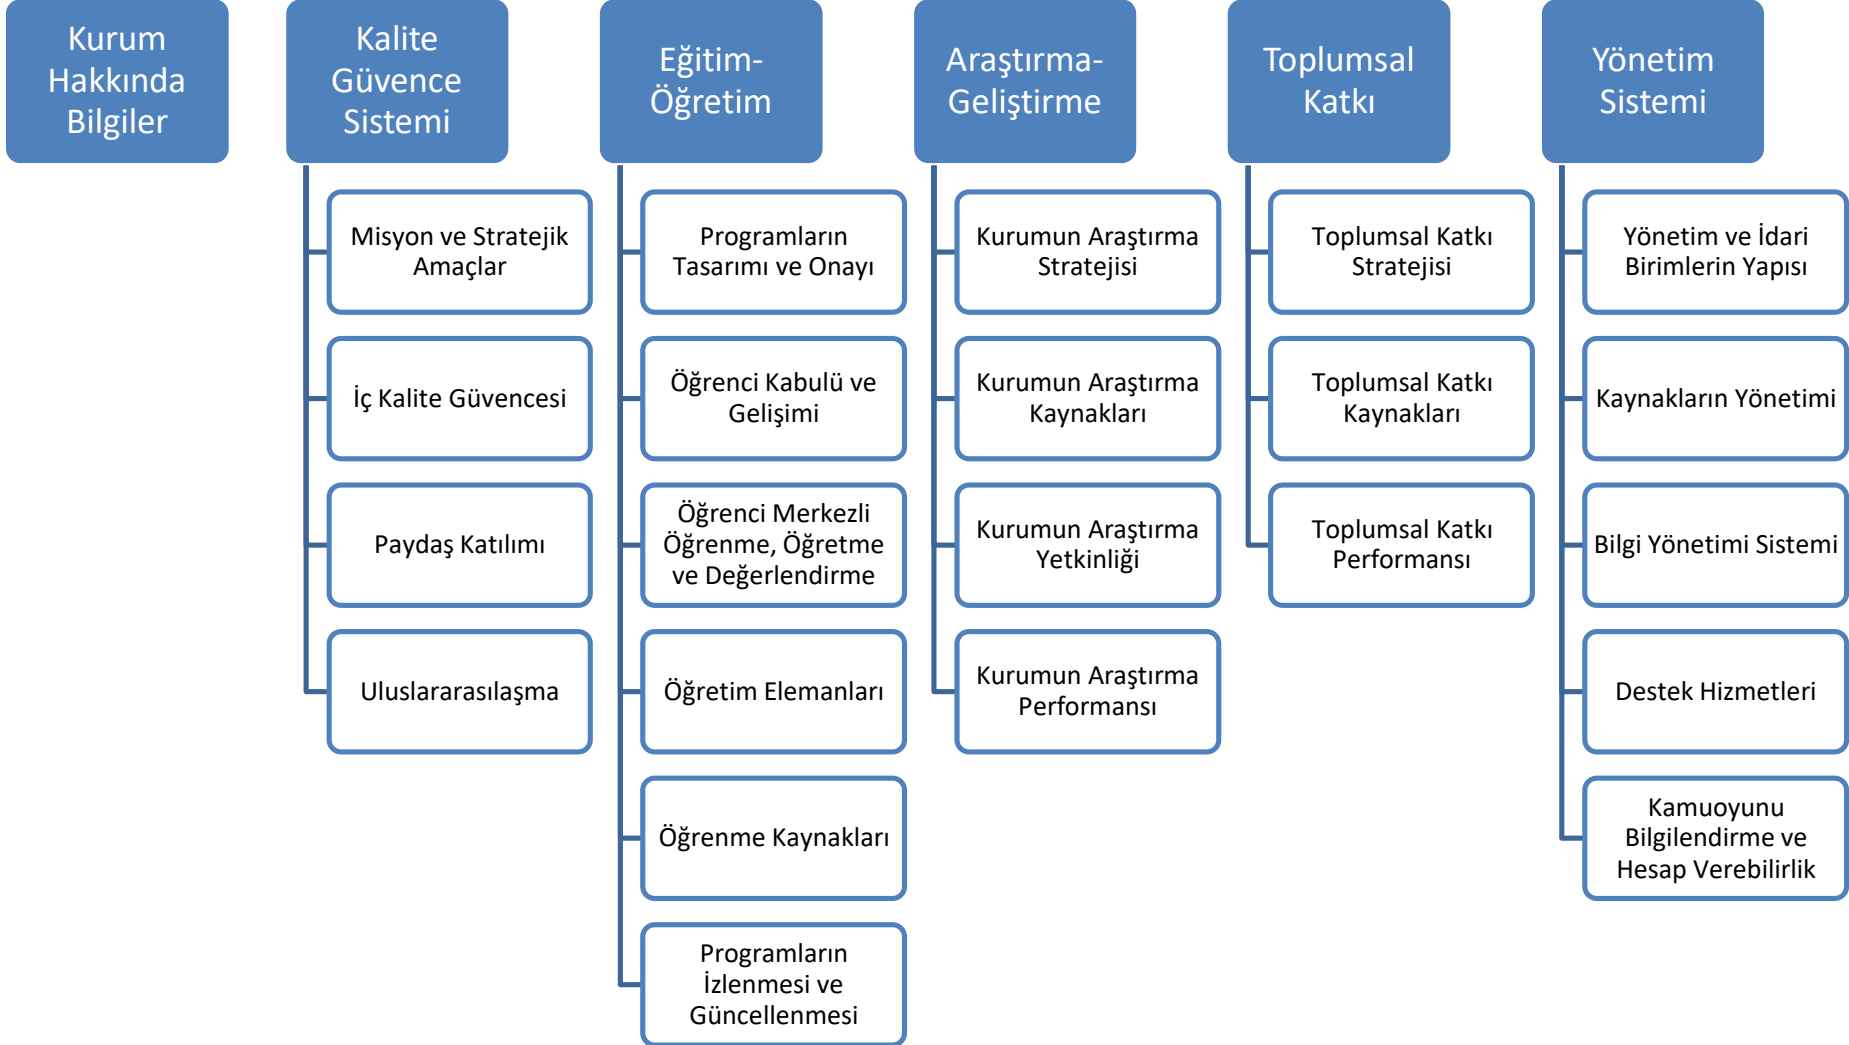 Kurum
Hakkında
Bilgiler
Kalite
Güvence
Sistemi
Misyon ve Stratejik
Amaçlar
İç Kalite Güvencesi
Paydaş Katılımı
Uluslararasılaşma
Eğitim-
Öğretim
Programların
Tasarımı ve Onayı
Öğrenci Kabulü ve
Gelişimi
Öğrenci Merkezli
Öğrenme, Öğretme
ve Değerlendirme
Öğretim Elemanları
Öğrenme Kaynakları
Programların
İzlenmesi ve
Güncellenmesi
Araştırma-
Geliştirme
Kurumun Araştırma
Stratejisi
Kurumun Araştırma
Kaynakları
Kurumun Araştırma
Yetkinliği
Kurumun Araştırma
Performansı
Toplumsal
Katkı
Toplumsal Katkı
Stratejisi
Toplumsal Katkı
Kaynakları
Toplumsal Katkı
Performansı
Yönetim
Sistemi
Yönetim ve İdari
Birimlerin Yapısı
Kaynakların Yönetimi
Bilgi Yönetimi Sistemi
Destek Hizmetleri
Kamuoyunu
Bilgilendirme ve
Hesap Verebilirlik